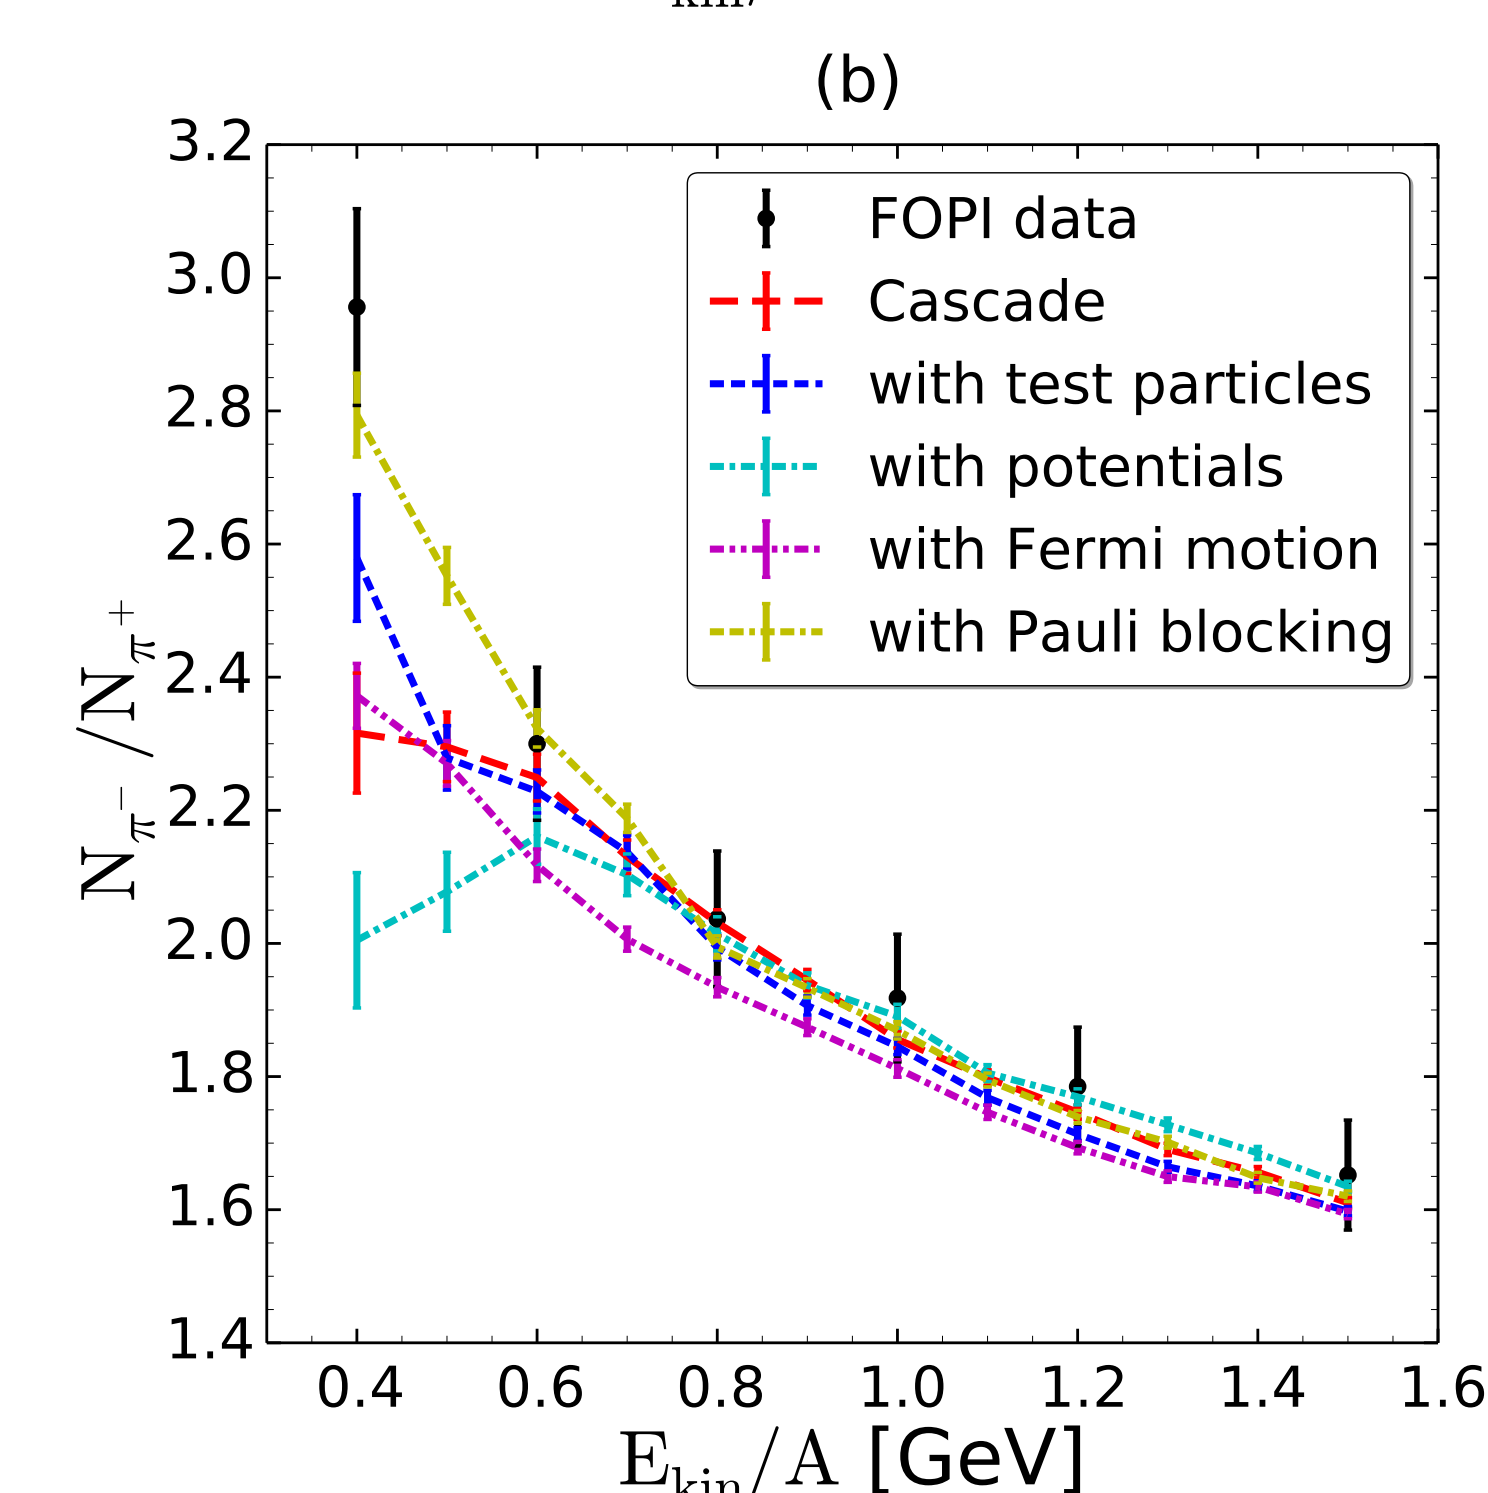 (b)
3.2
3.0
2.8
2.6
2.4
2.2
2.0
1.8
1.6
1.4
N_π⁻/N_π⁺
FOPI data
Cascade
with test particles
with potentials
with Fermi motion
with Pauli blocking
0.4 0.6 0.8 1.0 1.2 1.4 1.6
E_kin/A [GeV]